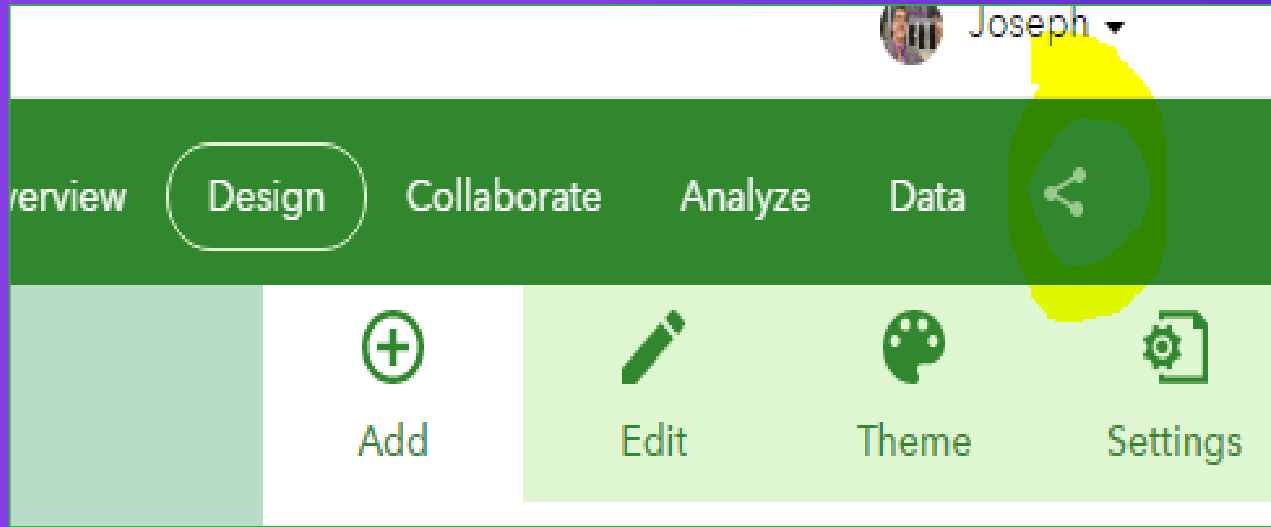 Joseph
verview Design Collaborate Analyze Data
Add Edit Theme Settings